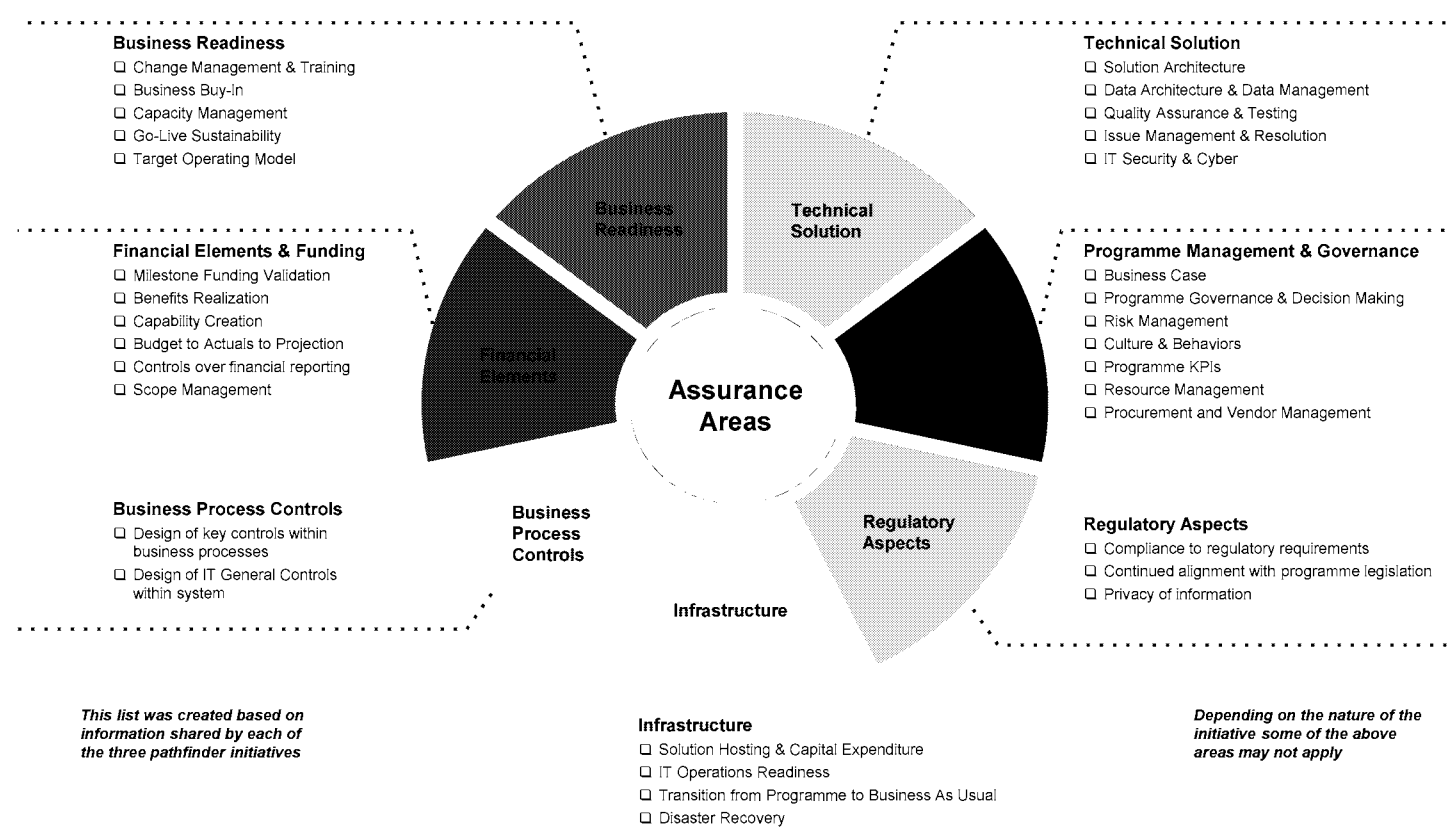 Business Readiness
Change Management & Training
Business Buy-In
Capacity Management
Go-Live Sustainability
Target Operating Model
Technical Solution
Solution Architecture
Data Architecture & Data Management
Quality Assurance & Testing
Issue Management & Resolution
IT Security & Cyber
Business
Readiness
Technical
Solution
Financial Elements & Funding
Milestone Funding Validation
Benefits Realization
Capability Creation
Budget to Actuals to Projection
Controls over financial reporting
Scope Management
Financial
Elements
Assurance
Areas
Programme Management & Governance
Business Case
Programme Governance & Decision Making
Risk Management
Culture & Behaviors
Programme KPIs
Resource Management
Procurement and Vendor Management
Business Process Controls
Design of key controls within
business processes
Design of IT General Controls
within system
Business
Process
Controls
Infrastructure
Regulatory
Aspects
Regulatory Aspects
Compliance to regulatory requirements
Continued alignment with programme legislation
Privacy of information
This list was created based on
information shared by each of
the three pathfinder initiatives
Infrastructure
Solution Hosting & Capital Expenditure
IT Operations Readiness
Transition from Programme to Business As Usual
Disaster Recovery
Depending on the nature of the
initiative some of the above
areas may not apply